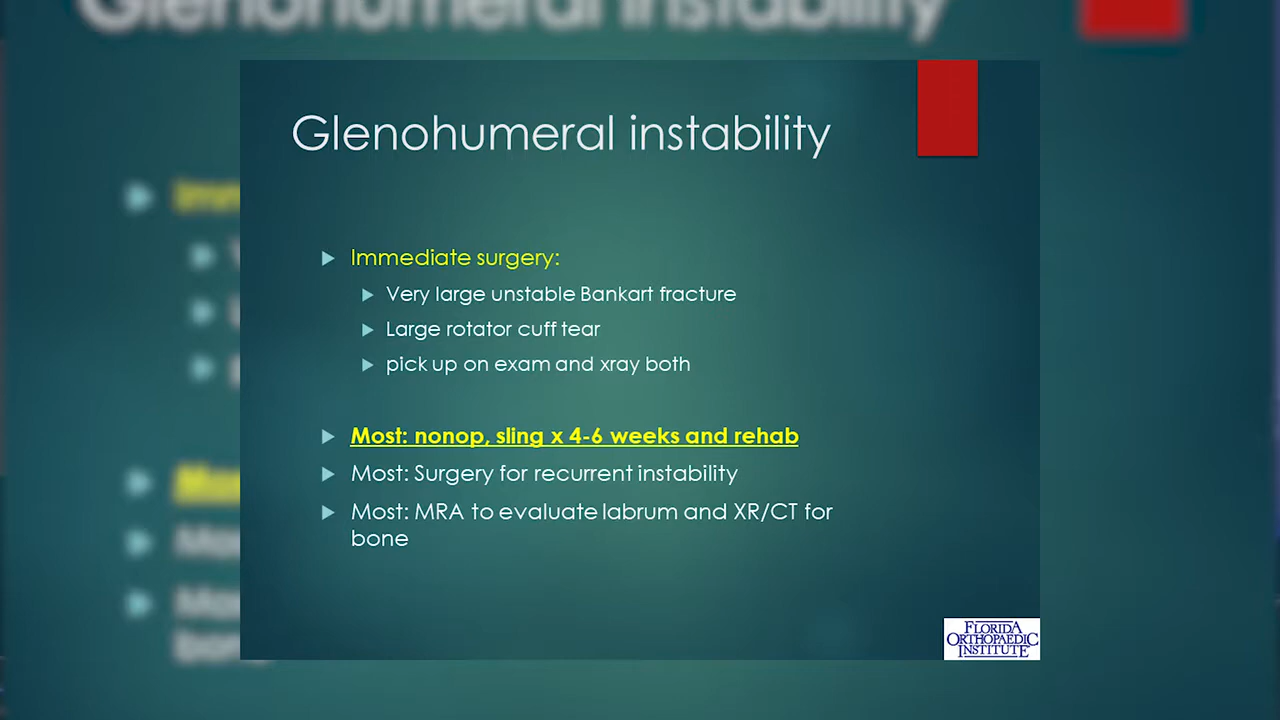 Glenohumeral instability
Immediate surgery:
Very large unstable Bankart fracture
Large rotator cuff tear
pick up on exam and xray both
Most: nonop, sling x 4-6 weeks and rehab
Most: Surgery for recurrent instability
Most: MRA to evaluate labrum and XR/CT for
bone
FLORIDA
ORTHOPAEDIC
INSTITUTE